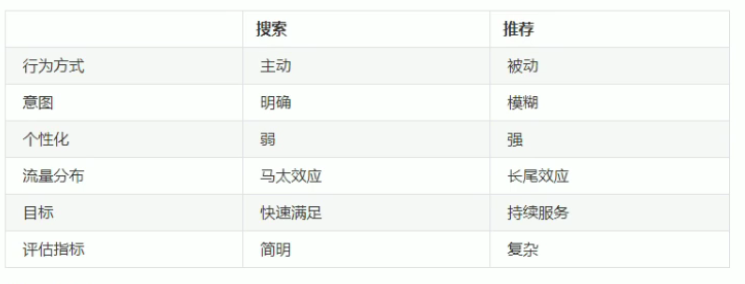 搜索 推荐
行为方式 主动 被动
意图 明确 模糊
个性化 弱 强
流量分布 马太效应 长尾效应
目标 快速满足 持续服务
评估指标 简明 复杂